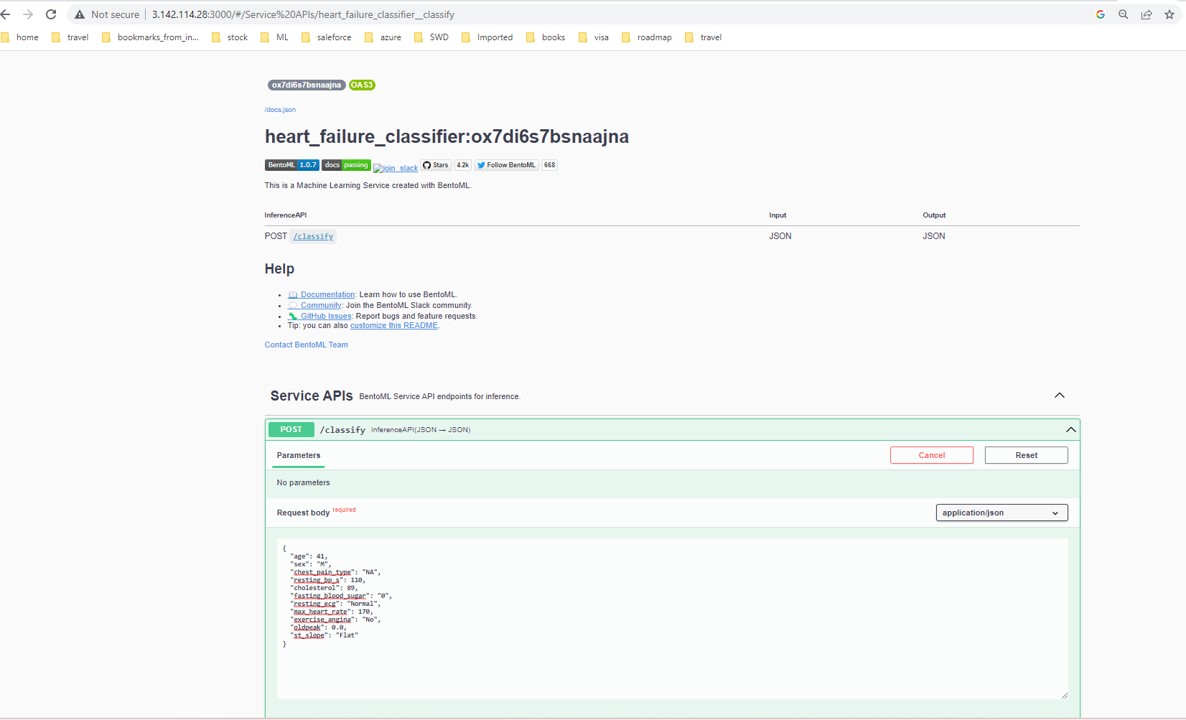 Not secure | 3.142.114.28:3000/#/Service%20APIs/heart_failure_classifier__classify
home travel bookmarks_from_in... stock ML saleforce azure SWD Imported books visa roadmap travel
ox7di6s7bsnaajna OAS3
/docs.json
heart_failure_classifier:ox7di6s7bsnaajna
BentoML 1.0.7 docs passing join_slack Stars 4.2k Follow BentoML 668
This is a Machine Learning Service created with BentoML.
InferenceAPI Input Output
POST /classify JSON JSON
Help
Documentation: Learn how to use BentoML.
Community: Join the BentoML Slack community.
GitHub Issues: Report bugs and feature requests.
Tip: you can also customize this README.
Contact BentoML Team
Service APIs BentoML Service API endpoints for inference.
POST /classify InferenceAPI(JSON → JSON)
Parameters Cancel Reset
No parameters
Request body required application/json
{
"age": 41,
"sex": "M",
"chest_pain_type": "NA",
"resting_bp_s": 110,
"cholesterol": 89,
"fasting_blood_sugar": "0",
"resting_ecg": "Normal",
"max_heart_rate": 170,
"exercise_angina": "No",
"oldpeak": 0.0,
"st_slope": "Flat"
}